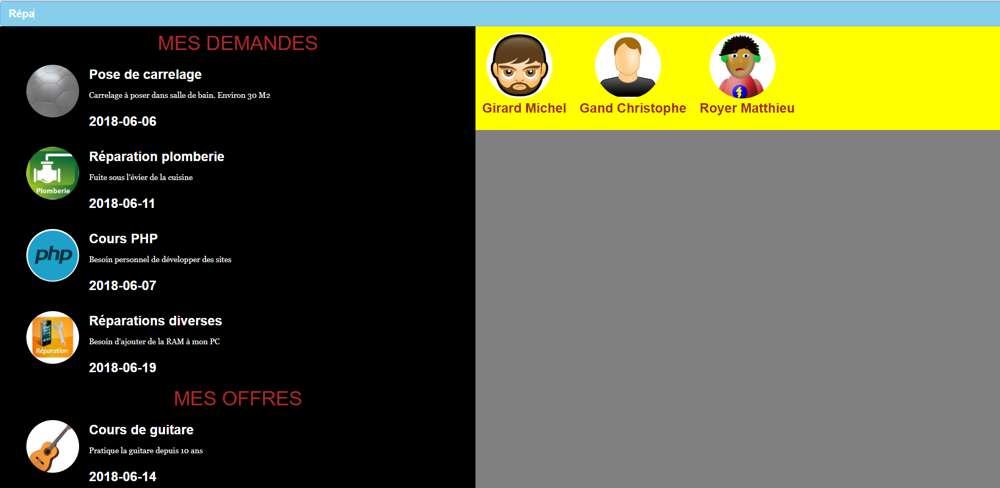 Répa
MES DEMANDES
Pose de carrelage
Carrelage à poser dans salle de bain. Environ 30 M2
2018-06-06
Plomberie
Réparation plomberie
Fuite sous l'évier de la cuisine
2018-06-11
php
Cours PHP
Besoin personnel de développer des sites
2018-06-07
Réparation
Réparations diverses
Besoin d'ajouter de la RAM à mon PC
2018-06-19
MES OFFRES
Cours de guitare
Pratique la guitare depuis 10 ans
2018-06-14
Girard Michel
Gand Christophe
Royer Matthieu